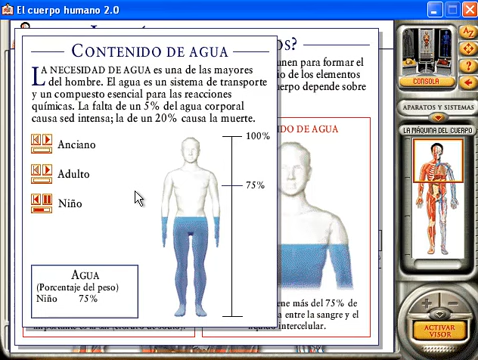 El cuerpo humano 2.0
CONTENIDO DE AGUA
LA NECESIDAD DE AGUA es una de las mayores
del hombre. El agua es un sistema de transporte
y un compuesto esencial para las reacciones
químicas. La falta de un 5% del agua corporal
causa sed intensa; la de un 20% causa la muerte.
Anciano
Adulto
Niño
100%
75%
AGUA
(Porcentaje del peso)
Niño 75%
OS?
unen para formar el
io de los elementos
erpo depende sobre
DO DE AGUA
ene más del 75% de
a entre la sangre y el
líquido intercelular.
CONSOLA
APARATOS Y SISTEMAS
LA MÁQUINA DEL CUERPO
ACTIVAR
VISOR